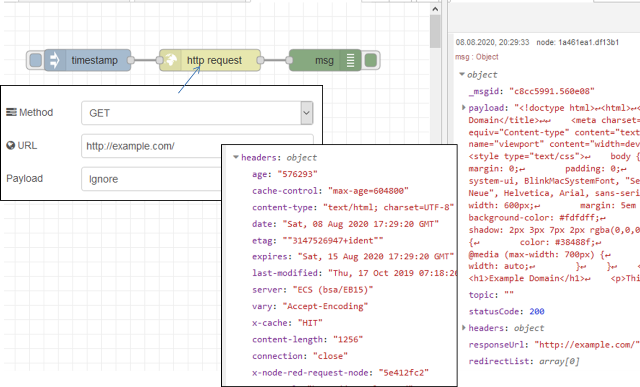 timestamp
http request
msg
Method
GET
URL
http://example.com/
Payload
Ignore
headers: object
age: "576293"
cache-control: "max-age=604800"
content-type: "text/html; charset=UTF-8"
date: "Sat, 08 Aug 2020 17:29:20 GMT"
etag: ""3147526947+ident""
expires: "Sat, 15 Aug 2020 17:29:20 GMT"
last-modified: "Thu, 17 Oct 2019 07:18:26
server: "ECS (bsa/EB15)"
vary: "Accept-Encoding"
x-cache: "HIT"
content-length: "1256"
connection: "close"
x-node-red-request-node: "5e412fc2"
08.08.2020, 20:29:33 node: 1a461ea1.df13b1
msg : Object
object
_msgid: "c8cc5991.560e08"
payload: "<!doctype html>↵<html>↵
Domain</title>↵↵ <meta charset=
equiv="Content-type" content="text
name="viewport" content="width=dev
<style type="text/css">↵ body {
margin: 0;↵ padding: 0;↵
system-ui, BlinkMacSystemFont, "Se
Neue", Helvetica, Arial, sans-seri
width: 600px;↵ margin: 5em
background-color: #fdfdff;↵
shadow: 2px 3px 7px 2px rgba(0,0,0
{↵ color: #38488f;↵
@media (max-width: 700px) {↵
width: auto;↵ }↵ }↵ <
<h1>Example Domain</h1>↵ <p>Thi
topic: ""
statusCode: 200
headers: object
responseUrl: "http://example.com/"
redirectList: array[0]